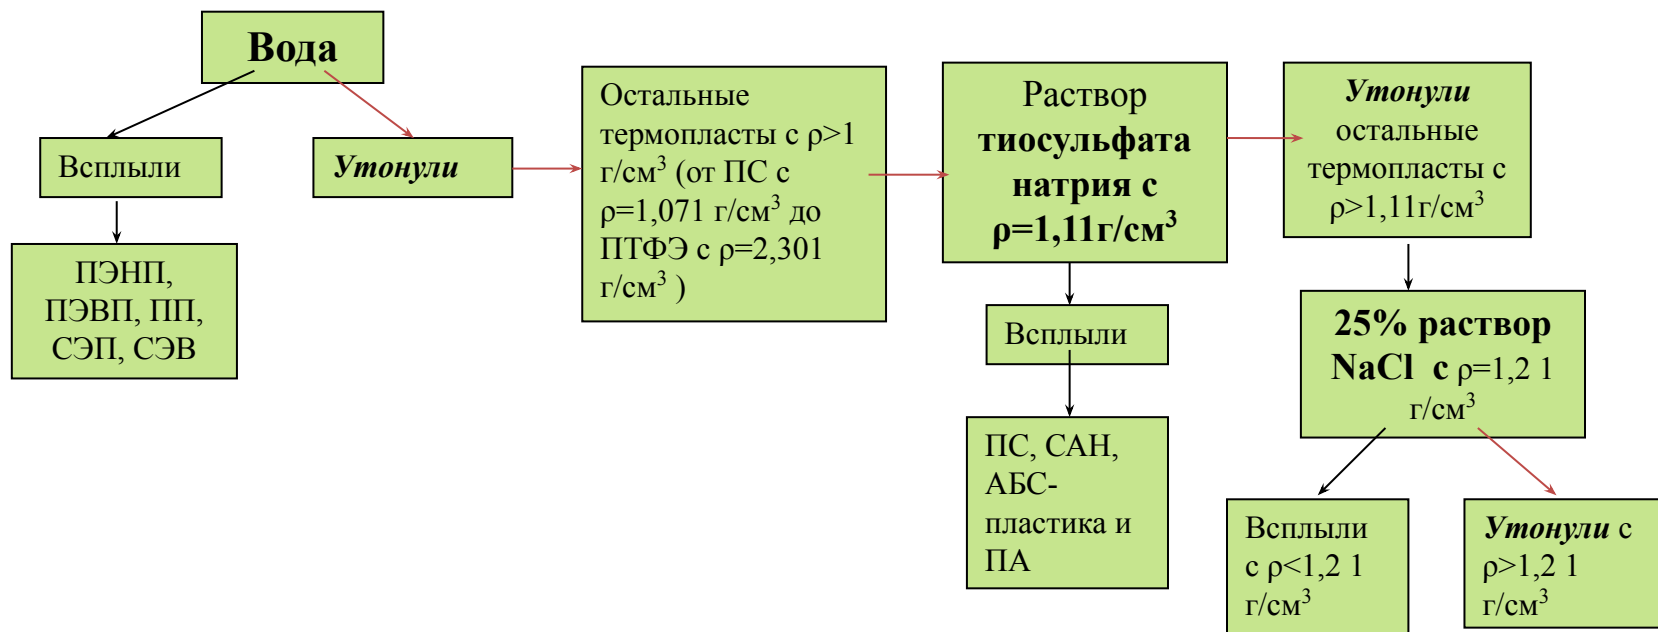 Вода
Всплыли
Утонули
ПЭНП,
ПЭВП, ПП,
СЭП, СЭВ
Остальные
термопласты с ρ>1
г/см³ (от ПС с
ρ=1,071 г/см³ до
ПТФЭ с ρ=2,301
г/см³ )
Раствор
тиосульфата
натрия с
ρ=1,11г/см³
Всплыли
ПС, САН,
АБС-
пластика и
ПА
Утонули
остальные
термопласты с
ρ>1,11г/см³
25% раствор
NaCl с ρ=1,2 1
г/см³
Всплыли
с ρ<1,2 1
г/см³
Утонули с
ρ>1,2 1
г/см³